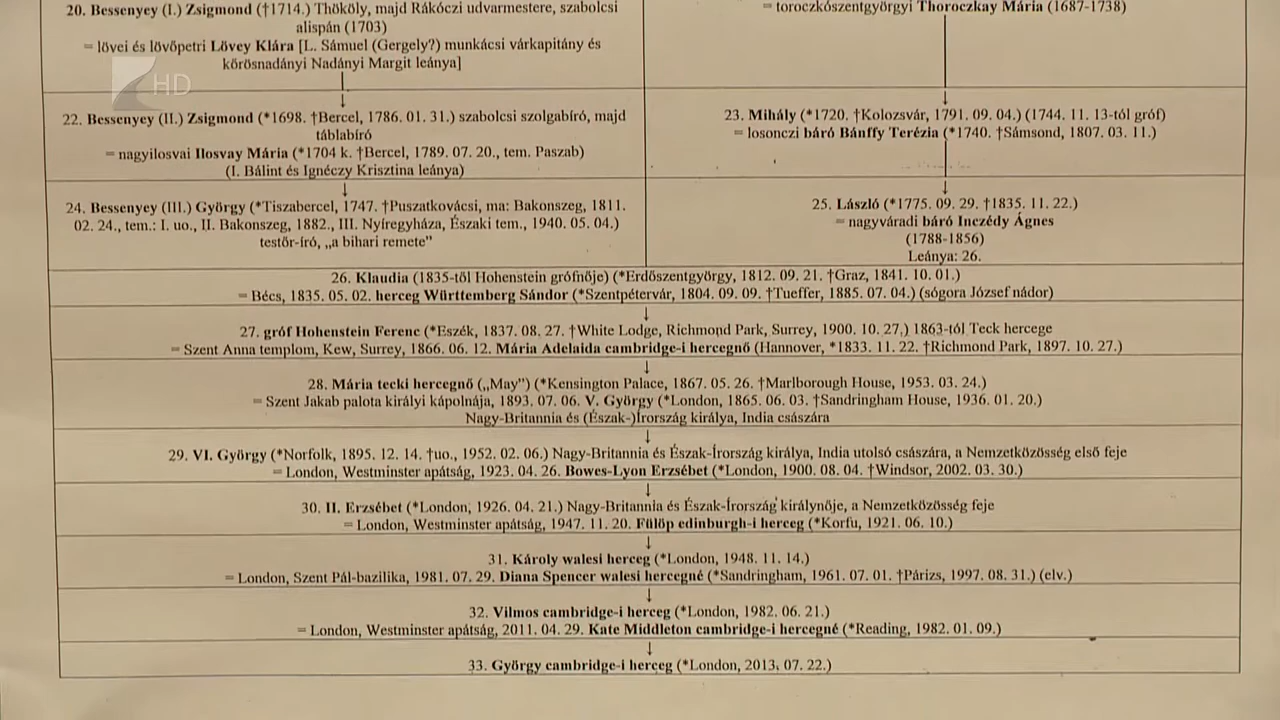 20. Bessenyey (I.) Zsigmond (†1714.) Thököly, majd Rákóczi udvarmestere, szabolcsi
alispán (1703)
= lövei és lövőpetri Lövey Klára [L. Sámuel (Gergely?) munkácsi várkapitány és
körösnadányi Nadányi Margit leánya]
= toroczkószentgyörgyi Thoroczkay Mária (1687-1738)
HD
↓
22. Bessenyey (II.) Zsigmond (*1698. †Bercel, 1786. 01. 31.) szabolcsi szolgabíró, majd
táblabíró
= nagyilosvai Ilosvay Mária (*1704 k. †Bercel, 1789. 07. 20., tem. Paszab)
(I. Bálint és Ignéczy Krisztina leánya)
↓
23. Mihály (*1720. †Kolozsvár, 1791. 09. 04.) (1744. 11. 13-tól gróf)
= losonczi báró Bánffy Terézia (*1740. †Sámsond, 1807. 03. 11.)
↓
24. Bessenyey (III.) György (*Tiszabercel, 1747. †Puszatkovácsi, ma: Bakonszeg, 1811.
02. 24., tem.: I. uo., II. Bakonszeg, 1882., III. Nyíregyháza, Északi tem., 1940. 05. 04.)
testőr-író, „a bihari remete”
↓
25. László (*1775. 09. 29. †1835. 11. 22.)
= nagyváradi báró Inczédy Ágnes
(1788-1856)
Leánya: 26.
26. Klaudia (1835-től Hohenstein grófnője) (*Erdőszentgyörgy, 1812. 09. 21. †Graz, 1841. 10. 01.)
= Bécs, 1835. 05. 02. herceg Württemberg Sándor (*Szentpétervár, 1804. 09. 09. †Tueffer, 1885. 07. 04.) (sógora József nádor)
↓
27. gróf Hohenstein Ferenc (*Eszék, 1837. 08. 27. †White Lodge, Richmond Park, Surrey, 1900. 10. 27.) 1863-tól Teck hercege
= Szent Anna templom, Kew, Surrey, 1866. 06. 12. Mária Adelaida cambridge-i hercegnő (Hannover, *1833. 11. 22. †Richmond Park, 1897. 10. 27.)
↓
28. Mária tecki hercegnő („May”) (*Kensington Palace, 1867. 05. 26. †Marlborough House, 1953. 03. 24.)
= Szent Jakab palota királyi kápolnája, 1893. 07. 06. V. György (*London, 1865. 06. 03. †Sandringham House, 1936. 01. 20.)
Nagy-Britannia és (Észak-)Írország királya, India császára
↓
29. VI. György (*Norfolk, 1895. 12. 14. †uo., 1952. 02. 06.) Nagy-Britannia és Észak-Írország királya, India utolsó császára, a Nemzetközösség első feje
= London, Westminster apátság, 1923. 04. 26. Bowes-Lyon Erzsébet (*London, 1900. 08. 04. †Windsor, 2002. 03. 30.)
↓
30. II. Erzsébet (*London, 1926. 04. 21.) Nagy-Britannia és Észak-Írország királynője, a Nemzetközösség feje
= London, Westminster apátság, 1947. 11. 20. Fülöp edinburgh-i herceg (*Korfu, 1921. 06. 10.)
↓
31. Károly walesi herceg (*London, 1948. 11. 14.)
= London, Szent Pál-bazilika, 1981. 07. 29. Diana Spencer walesi hercegné (*Sandringham, 1961. 07. 01. †Párizs, 1997. 08. 31.) (elv.)
↓
32. Vilmos cambridge-i herceg (*London, 1982. 06. 21.)
= London, Westminster apátság, 2011. 04. 29. Kate Middleton cambridge-i hercegné (*Reading, 1982. 01. 09.)
↓
33. György cambridge-i herceg (*London, 2013. 07. 22.)